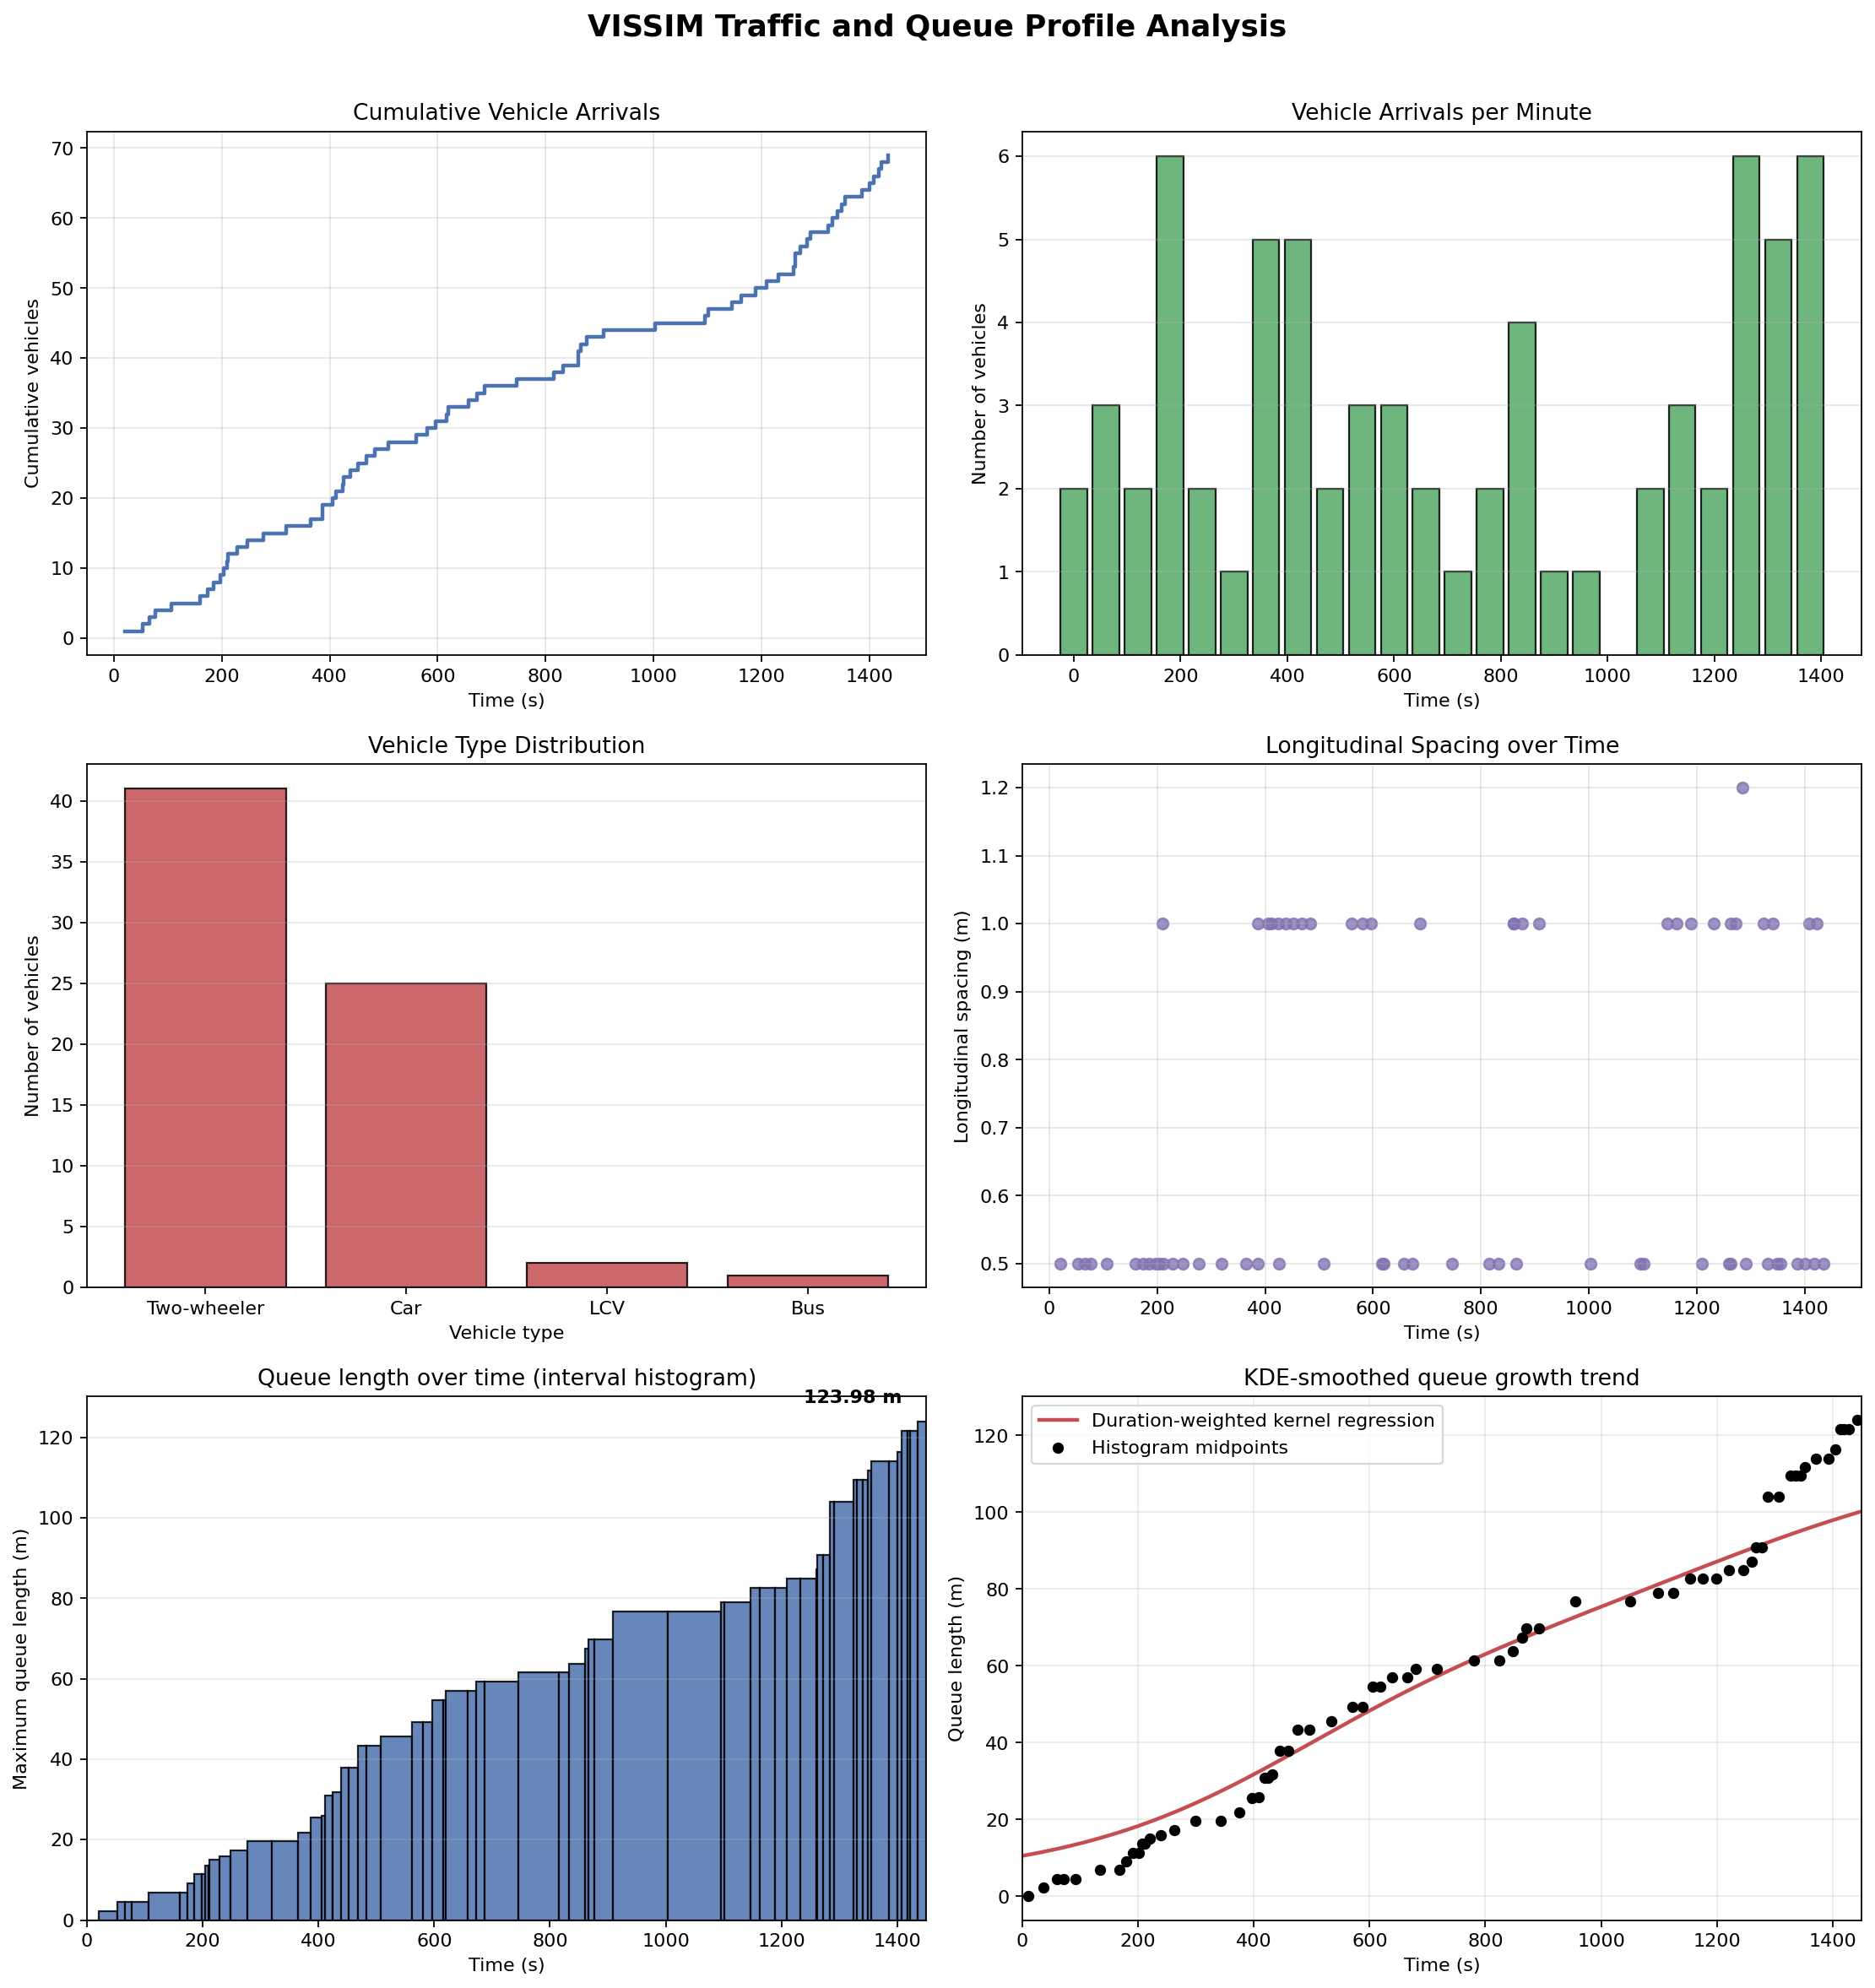 VISSIM Traffic and Queue Profile Analysis
Cumulative Vehicle Arrivals
Cumulative vehicles
70
60
50
40
30
20
10
0
0 200 400 600 800 1000 1200 1400
Time (s)
Vehicle Arrivals per Minute
Number of vehicles
6
5
4
3
2
1
0
0 200 400 600 800 1000 1200 1400
Time (s)
Vehicle Type Distribution
Number of vehicles
40
35
30
25
20
15
10
5
0
Two-wheeler Car LCV Bus
Vehicle type
Longitudinal Spacing over Time
Longitudinal spacing (m)
1.2
1.1
1.0
0.9
0.8
0.7
0.6
0.5
0 200 400 600 800 1000 1200 1400
Time (s)
Queue length over time (interval histogram)
123.98 m
Maximum queue length (m)
120
100
80
60
40
20
0
0 200 400 600 800 1000 1200 1400
Time (s)
KDE-smoothed queue growth trend
Duration-weighted kernel regression
Histogram midpoints
Queue length (m)
120
100
80
60
40
20
0
0 200 400 600 800 1000 1200 1400
Time (s)